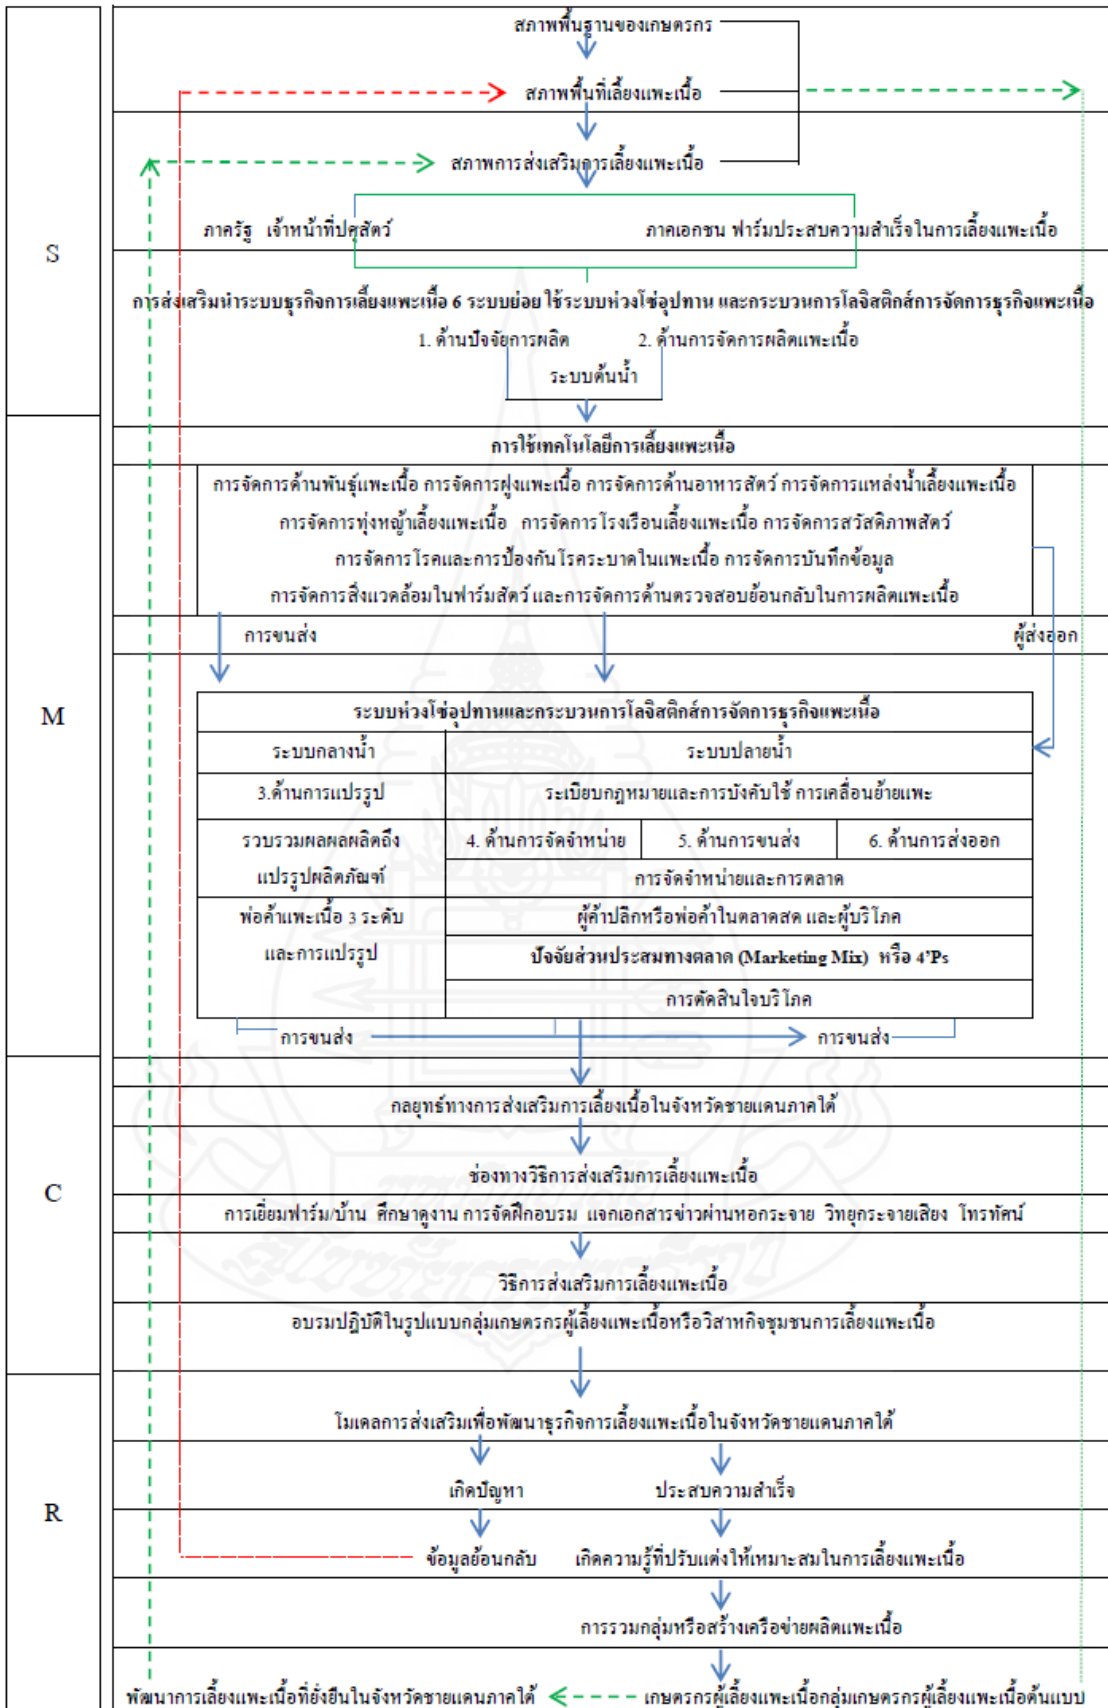 สภาพพื้นฐานของเกษตรกร
สภาพพื้นที่เลี้ยงแพะเนื้อ
สภาพการส่งเสริมการเลี้ยงแพะเนื้อ
ภาครัฐ เจ้าหน้าที่ปศุสัตว์
ภาคเอกชน ฟาร์มประสบความสำเร็จในการเลี้ยงแพะเนื้อ
S
การส่งเสริมนำระบบธุรกิจการเลี้ยงแพะเนื้อ 6 ระบบย่อย ใช้ระบบห่วงโซ่อุปทาน และกระบวนการโลจิสติกส์การจัดการธุรกิจแพะเนื้อ
1. ด้านปัจจัยการผลิต
2. ด้านการจัดการผลิตแพะเนื้อ
ระบบต้นน้ำ
การใช้เทคโนโลยีการเลี้ยงแพะเนื้อ
การจัดการด้านพันธุ์แพะเนื้อ การจัดการฝูงแพะเนื้อ การจัดการด้านอาหารสัตว์ การจัดการแหล่งน้ำเลี้ยงแพะเนื้อ
การจัดการทุ่งหญ้าเลี้ยงแพะเนื้อ การจัดการโรงเรือนเลี้ยงแพะเนื้อ การจัดการสวัสดิภาพสัตว์
การจัดการโรคและการป้องกันโรคระบาดในแพะเนื้อ การจัดการบันทึกข้อมูล
การจัดการสิ่งแวดล้อมในฟาร์มสัตว์ และการจัดการด้านตรวจสอบย้อนกลับในการผลิตแพะเนื้อ
การขนส่ง
ผู้ส่งออก
M
ระบบห่วงโซ่อุปทานและกระบวนการโลจิสติกส์การจัดการธุรกิจแพะเนื้อ
ระบบกลางน้ำ
ระบบปลายน้ำ
3.ด้านการแปรรูป
ระเบียบกฎหมายและการบังคับใช้ การเคลื่อนย้ายแพะ
รวบรวมผลผลผลิตถึง
4. ด้านการจัดจำหน่าย
5. ด้านการขนส่ง
6. ด้านการส่งออก
แปรรูปผลิตภัณฑ์
การจัดจำหน่ายและการตลาด
พ่อค้าแพะเนื้อ 3 ระดับ
ผู้ค้าปลีกหรือพ่อค้าในตลาดสด และผู้บริโภค
และการแปรรูป
ปัจจัยส่วนประสมทางตลาด (Marketing Mix) หรือ 4’Ps
การตัดสินใจบริโภค
การขนส่ง
การขนส่ง
กลยุทธ์ทางการส่งเสริมการเลี้ยงเนื้อในจังหวัดชายแดนภาคใต้
ช่องทางวิธีการส่งเสริมการเลี้ยงแพะเนื้อ
C
การเยี่ยมฟาร์ม/บ้าน ศึกษาดูงาน การจัดฝึกอบรม แจกเอกสารข่าวผ่านหอกระจาย วิทยุกระจายเสียง โทรทัศน์
วิธีการส่งเสริมการเลี้ยงแพะเนื้อ
อบรมปฏิบัติในรูปแบบกลุ่มเกษตรกรผู้เลี้ยงแพะเนื้อหรือวิสาหกิจชุมชนการเลี้ยงแพะเนื้อ
โมเดลการส่งเสริมเพื่อพัฒนาธุรกิจการเลี้ยงแพะเนื้อในจังหวัดชายแดนภาคใต้
เกิดปัญหา
ประสบความสำเร็จ
R
ข้อมูลย้อนกลับ
เกิดความรู้ที่ปรับแต่งให้เหมาะสมในการเลี้ยงแพะเนื้อ
การรวมกลุ่มหรือสร้างเครือข่ายผลิตแพะเนื้อ
พัฒนาการเลี้ยงแพะเนื้อที่ยั่งยืนในจังหวัดชายแดนภาคใต้
เกษตรกรผู้เลี้ยงแพะเนื้อกลุ่มเกษตรกรผู้เลี้ยงแพะเนื้อต้นแบบ